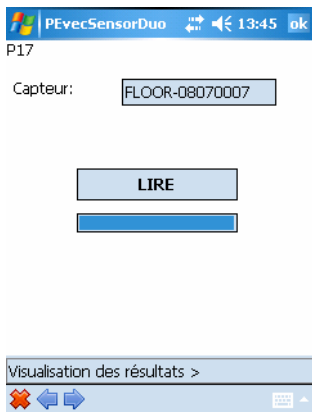 PEvecSensorDuo 13:45 ok
P17
Capteur: FLOOR-08070007
LIRE
Visualisation des résultats >